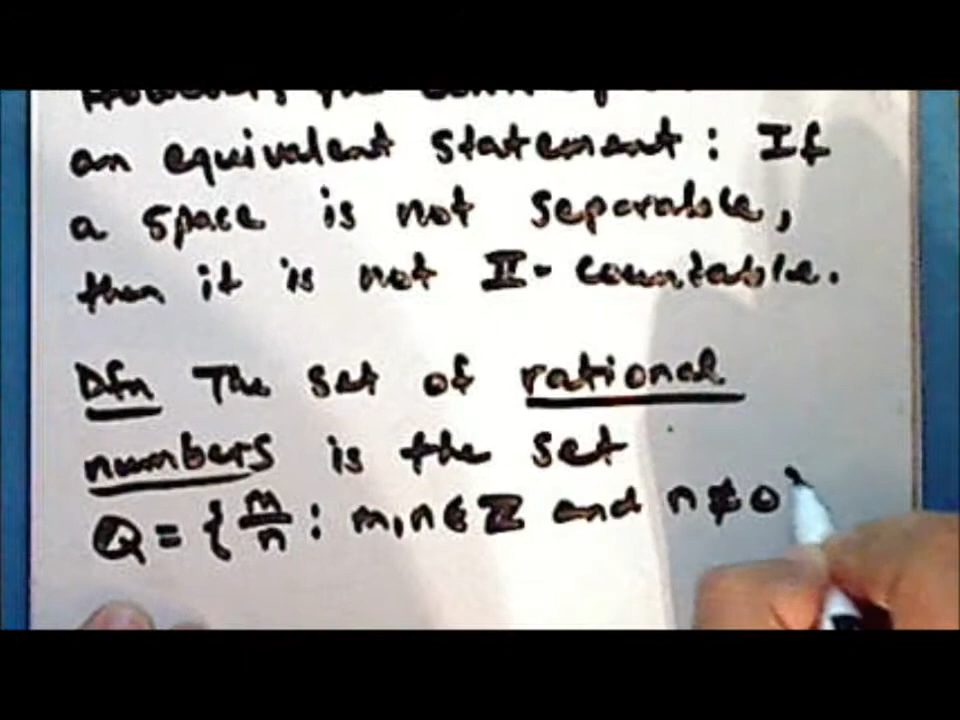 an equivalent statement: If
a space is not separable,
then it is not II-countable.
Dfn The set of rational
numbers is the set
Q = { m/n : m, n ∈ Z and n ≠ 0